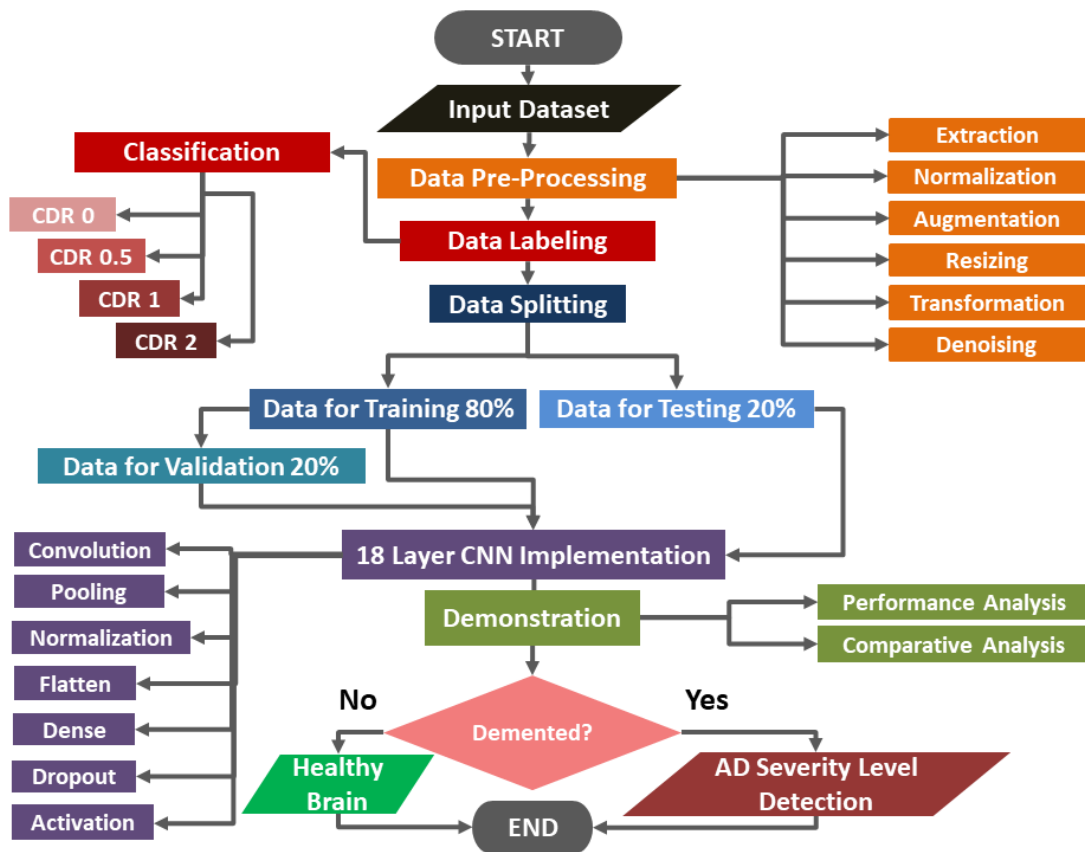 START
Input Dataset
Classification
Data Pre-Processing
Extraction
Normalization
Augmentation
Resizing
Transformation
Denoising
CDR 0
CDR 0.5
CDR 1
CDR 2
Data Labeling
Data Splitting
Data for Training 80%
Data for Testing 20%
Data for Validation 20%
18 Layer CNN Implementation
Convolution
Pooling
Normalization
Flatten
Dense
Dropout
Activation
Demonstration
Performance Analysis
Comparative Analysis
No
Yes
Demented?
Healthy
Brain
AD Severity Level
Detection
END